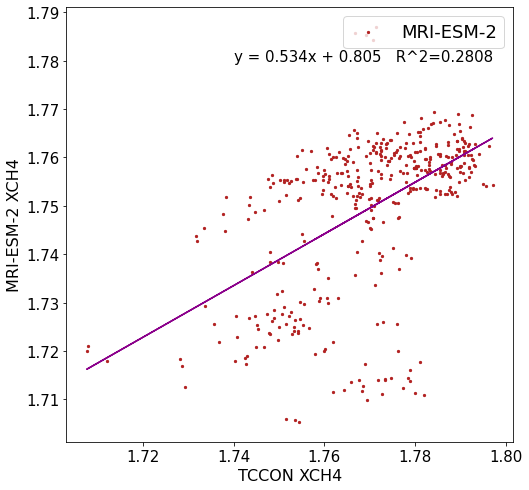 MRI-ESM-2
y = 0.534x + 0.805 R^2=0.2808
MRI-ESM-2 XCH4
1.79
1.78
1.77
1.76
1.75
1.74
1.73
1.72
1.71
1.72 1.74 1.76 1.78 1.80
TCCON XCH4